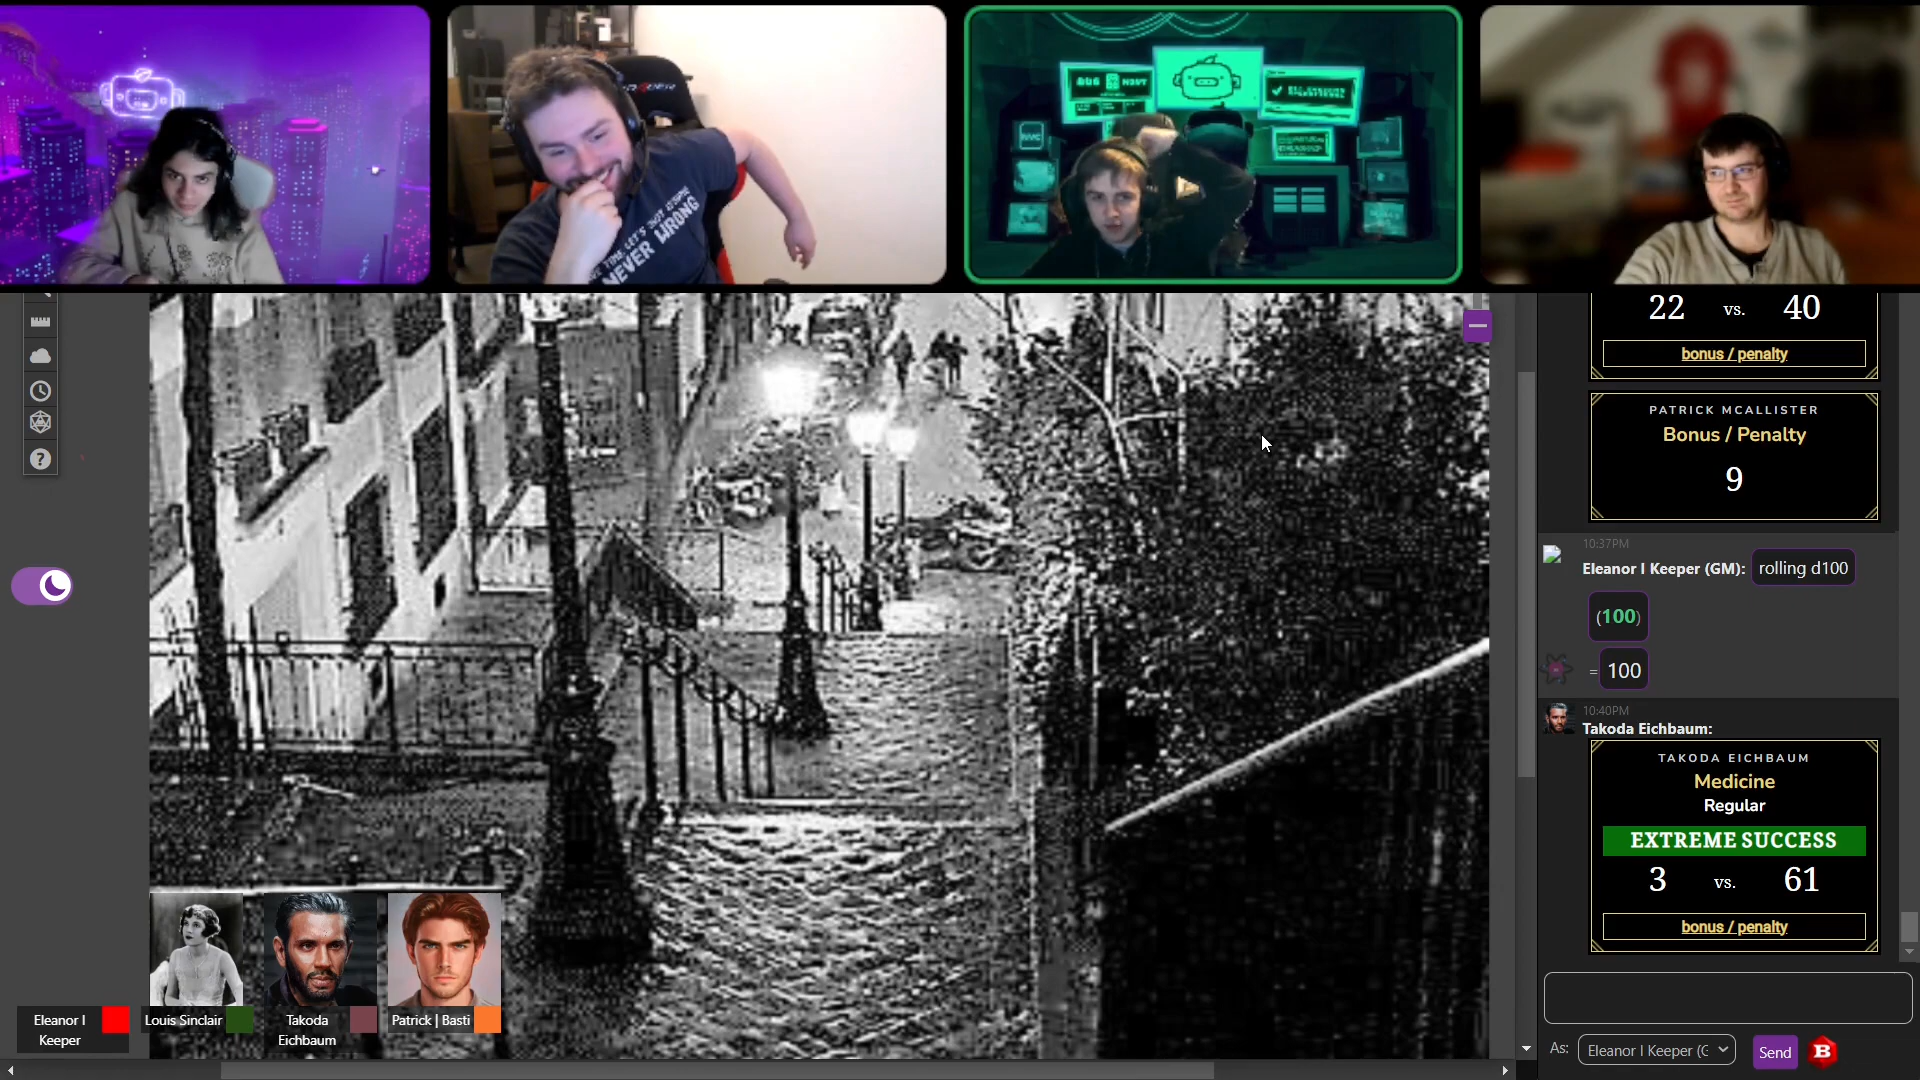 NEVER WRONG
22 vs. 40
bonus / penalty
PATRICK MCALLISTER
Bonus / Penalty
9
10:37PM
Eleanor I Keeper (GM): rolling d100
(100)
=100
10:40PM
Takoda Eichbaum:
TAKODA EICHBAUM
Medicine
Regular
EXTREME SUCCESS
3 vs. 61
bonus / penalty
Eleanor I
Keeper
Louis Sinclair
Takoda
Eichbaum
Patrick | Basti
As: Eleanor I Keeper (G
Send
B